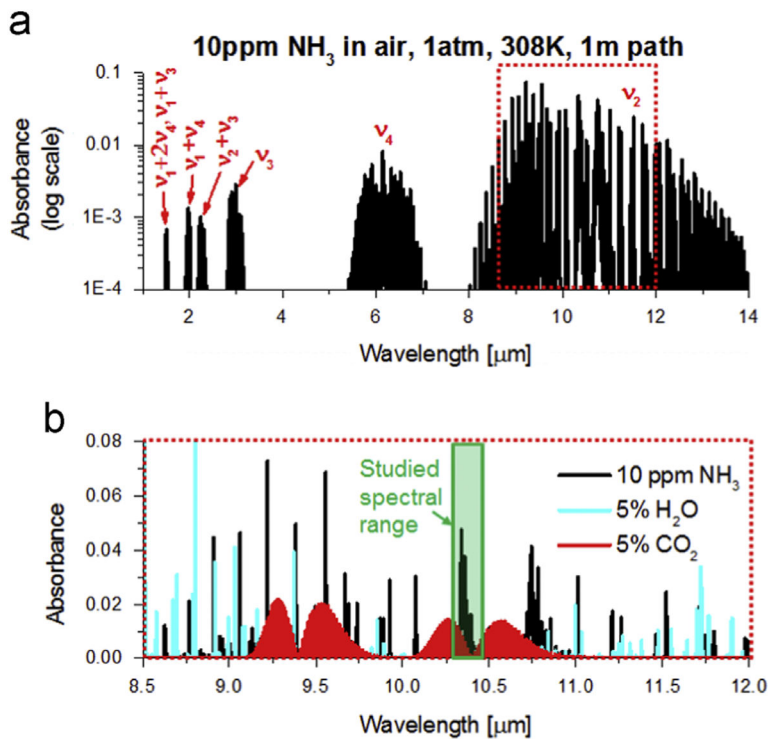 a
10ppm NH₃ in air, 1atm, 308K, 1m path
Absorbance
(log scale)
0.1
0.01
1E-3
1E-4
ν₁+2ν₄, ν₁+ν₃
ν₁+ν₄
ν₂+ν₃
ν₃
ν₄
ν₂
2 4 6 8 10 12 14
Wavelength [μm]
b
Absorbance
0.08
0.06
0.04
0.02
0.00
Studied
spectral
range
10 ppm NH₃
5% H₂O
5% CO₂
8.5 9.0 9.5 10.0 10.5 11.0 11.5 12.0
Wavelength [μm]